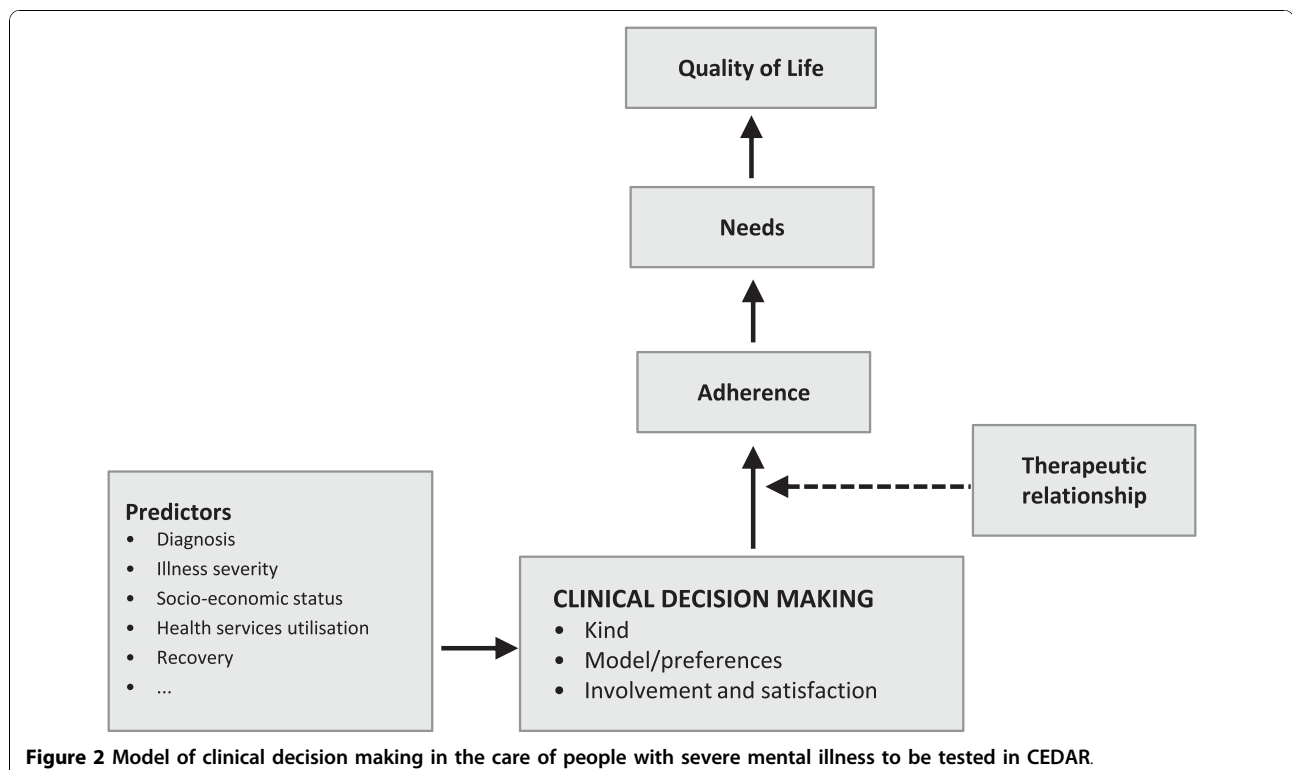 Quality of Life
Needs
Adherence
Therapeutic
relationship
Predictors
• Diagnosis
• Illness severity
• Socio-economic status
• Health services utilisation
• Recovery
• ...
CLINICAL DECISION MAKING
• Kind
• Model/preferences
• Involvement and satisfaction
Figure 2 Model of clinical decision making in the care of people with severe mental illness to be tested in CEDAR.